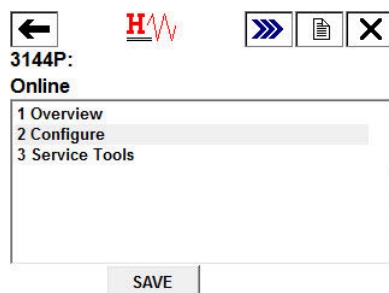 H
3144P:
Online
1 Overview
2 Configure
3 Service Tools
SAVE